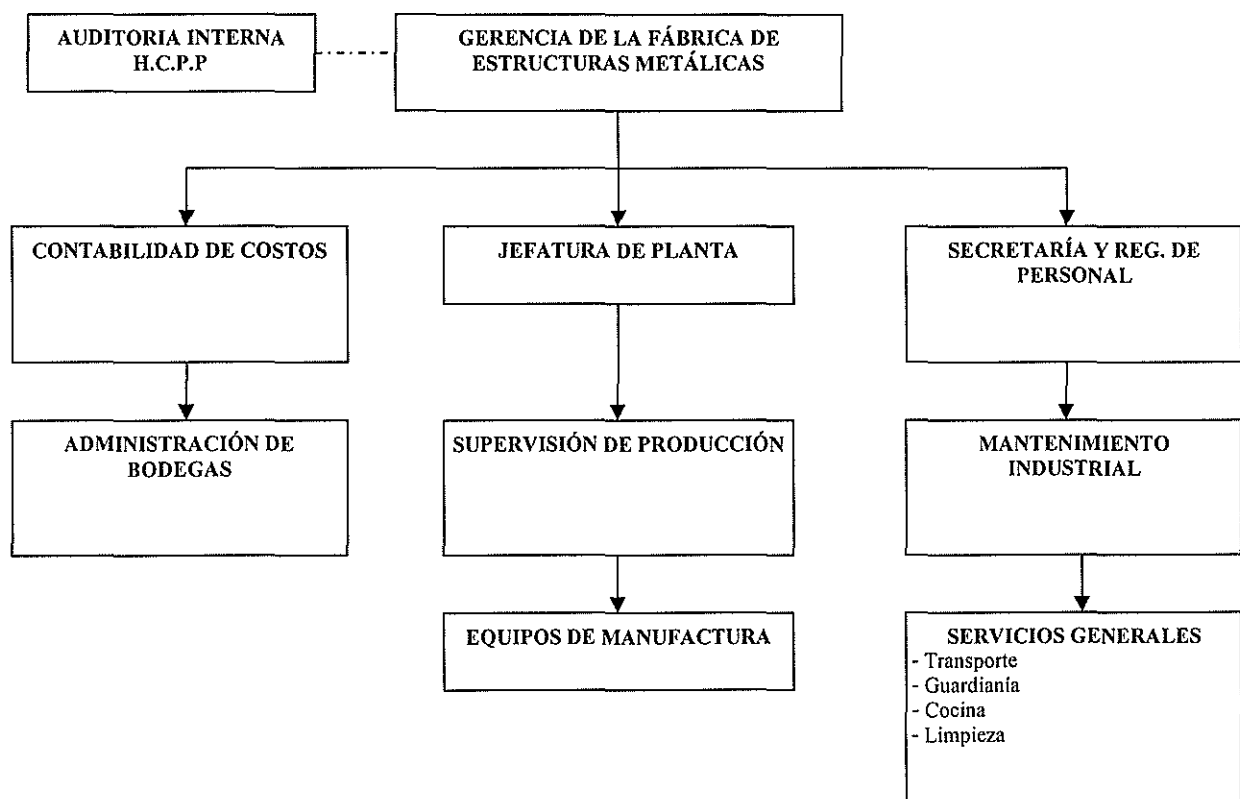 AUDITORIA INTERNA
H.C.P.P
GERENCIA DE LA FÁBRICA DE
ESTRUCTURAS METÁLICAS
CONTABILIDAD DE COSTOS
JEFATURA DE PLANTA
SECRETARÍA Y REG. DE
PERSONAL
ADMINISTRACIÓN DE
BODEGAS
SUPERVISIÓN DE PRODUCCIÓN
MANTENIMIENTO
INDUSTRIAL
EQUIPOS DE MANUFACTURA
SERVICIOS GENERALES
- Transporte
- Guardianía
- Cocina
- Limpieza